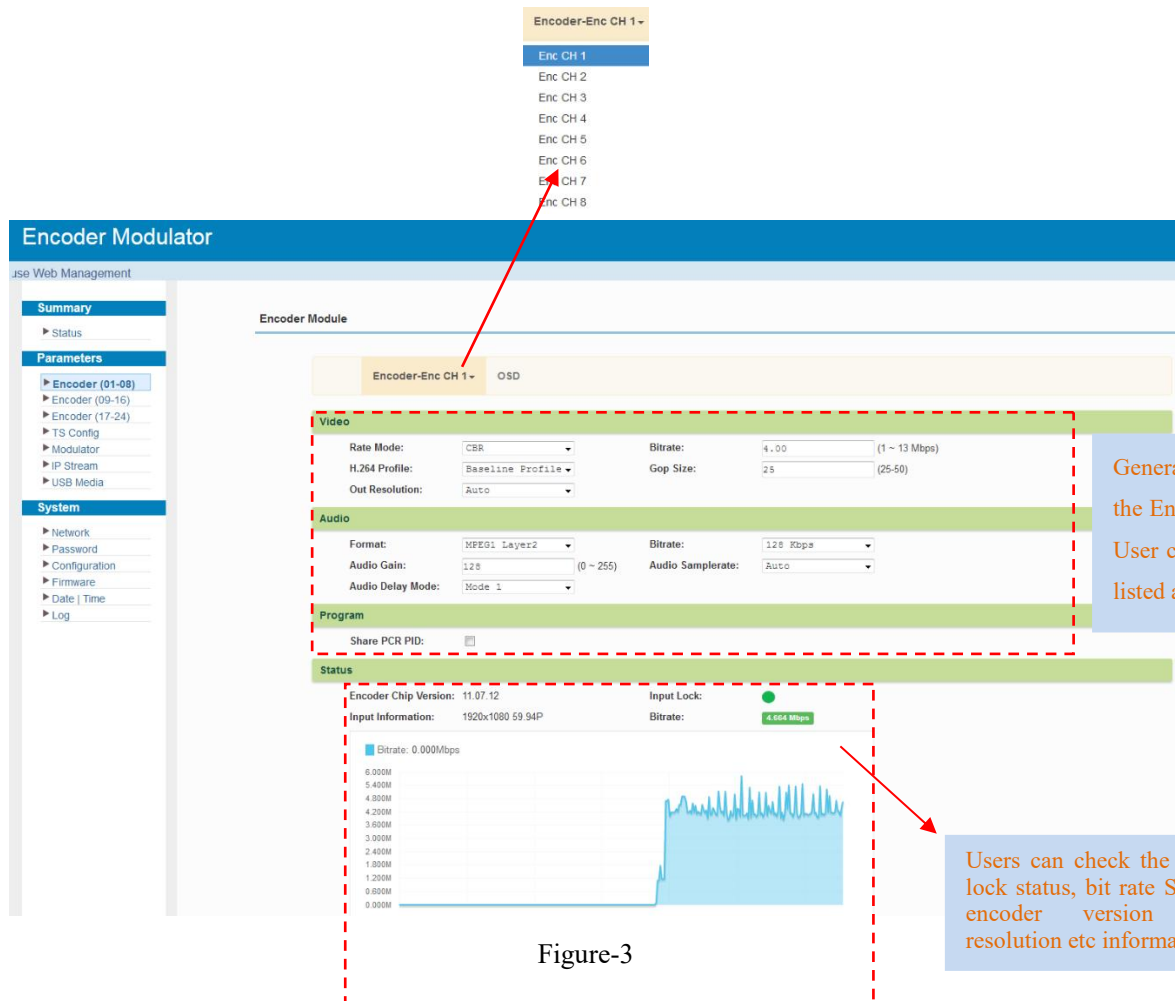 Encoder-Enc CH 1
Enc CH 1
Enc CH 2
Enc CH 3
Enc CH 4
Enc CH 5
Enc CH 6
Enc CH 7
Enc CH 8
Encoder Modulator
use Web Management
Summary
Status
Parameters
Encoder (01-08)
Encoder (09-16)
Encoder (17-24)
TS Config
Modulator
IP Stream
USB Media
System
Network
Password
Configuration
Firmware
Date | Time
Log
Encoder Module
Encoder-Enc CH 1 OSD
Video
Rate Mode: CBR Bitrate: 4.00 (1 ~ 13 Mbps)
H.264 Profile: Baseline Profile Gop Size: 25 (25-50)
Out Resolution: Auto
Audio
Format: MPEG1 Layer2 Bitrate: 128 Kbps
Audio Gain: 128 (0 ~ 255) Audio Samplerate: Auto
Audio Delay Mode: Mode 1
Program
Share PCR PID:
Status
Encoder Chip Version: 11.07.12 Input Lock:
Input Information: 1920x1080 59.94P Bitrate: 4.664 Mbps
Bitrate: 0.000Mbps
6.000M
5.400M
4.800M
4.200M
3.600M
3.000M
2.400M
1.800M
1.200M
0.600M
0.000M
Genera
the En
User c
listed a
Users can check the
lock status, bit rate S
encoder version
resolution etc informa
Figure-3